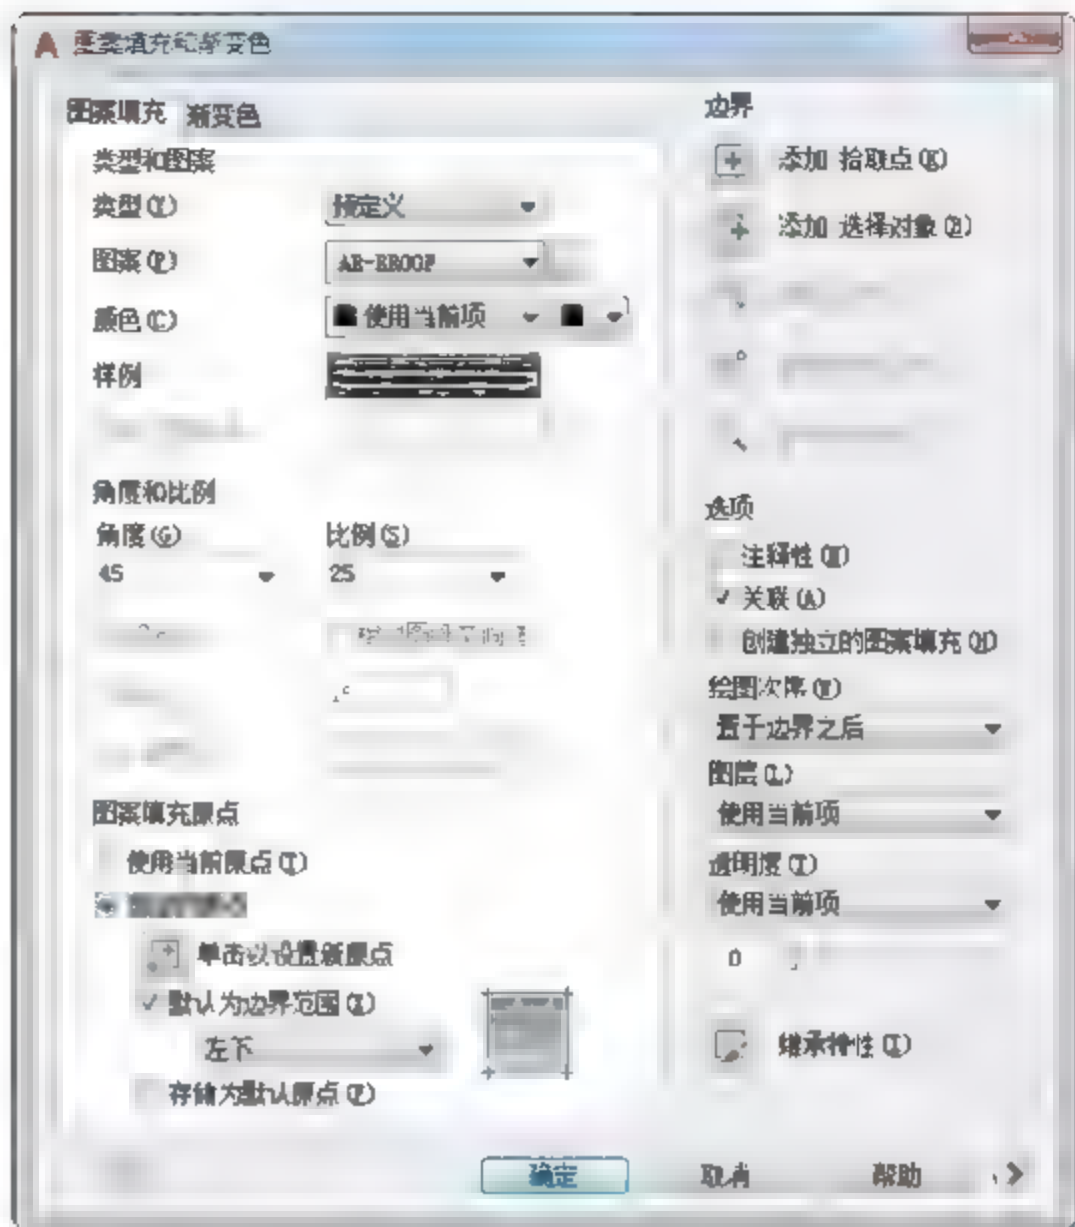 图案填充和渐变色
图案填充 渐变色
类型和图案
类型(Y)
预定义
图案(P)
AR-RROOF
颜色(C)
使用当前项
样例
角度和比例
角度(G)
比例(S)
45
25
图案填充原点
使用当前原点(T)
单击以设置新原点
默认为边界范围(X)
左下
存储为默认原点(F)
边界
添加 拾取点(K)
添加 选择对象(B)
选项
注释性(N)
关联(A)
创建独立的图案填充(H)
绘图次序(W)
置于边界之后
图层(L)
使用当前项
透明度(T)
使用当前项
0
继承特性(I)
确定
取消
帮助